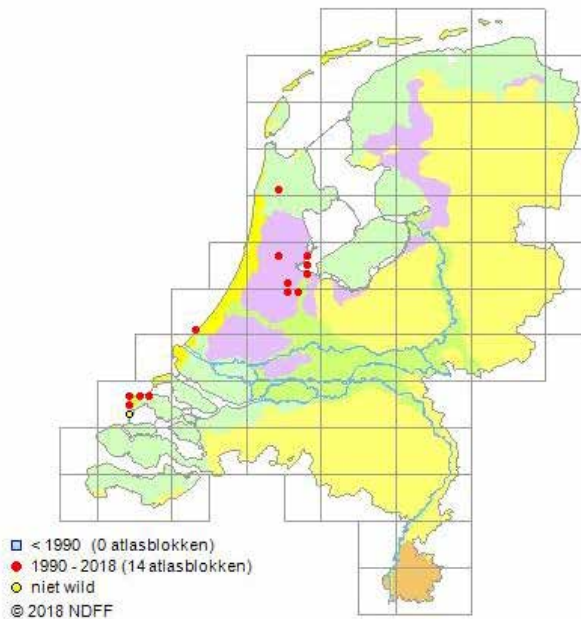 < 1990 (0 atlasblokken)
1990 - 2018 (14 atlasblokken)
niet wild
© 2018 NDFF